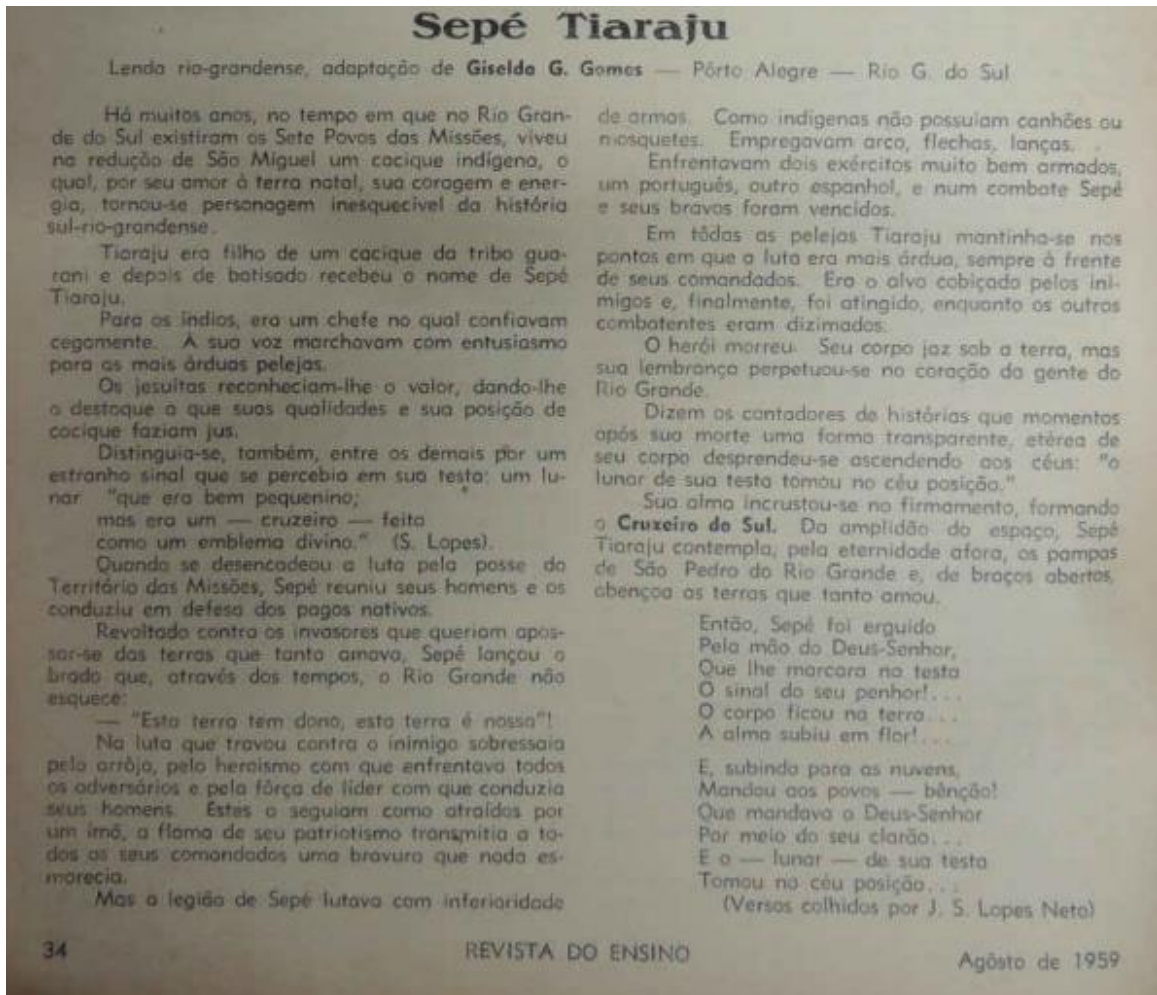 Sepé Tiaraju
Lenda rio-grandense, adaptação de Giselda G. Gomes — Pôrto Alegre — Rio G. do Sul
Há muitos anos, no tempo em que no Rio Gran-
de do Sul existiram os Sete Povos das Missões, viveu
na redução de São Miguel um cacique indígena, o
qual, por seu amor à terra natal, sua coragem e ener-
gia, tornou-se personagem inesquecível da história
sul-rio-grandense.
Tiaraju era filho de um cacique da tribo gua-
rani e depois de batisado recebeu o nome de Sepé
Tiaraju.
Para os índios, era um chefe no qual confiavam
cegamente. A sua voz marchavam com entusiasmo
para as mais árduas pelejas.
Os jesuítas reconheciam-lhe o valor, dando-lhe
o destaque a que suas qualidades e sua posição de
cacique faziam jus.
Distinguia-se, também, entre os demais por um
estranho sinal que se percebia em sua testa: um lu-
nar "que era bem pequenino;
mas era um — cruzeiro — feito
como um emblema divino." (S. Lopes).
Quando se desencadeou a luta pela posse do
Território das Missões, Sepé reuniu seus homens e os
conduziu em defesa dos pagos nativos.
Revoltado contra os invasores que queriam apos-
sar-se das terras que tanto amava, Sepé lançou o
brado que, através dos tempos, o Rio Grande não
esquece:
— "Esta terra tem dono, esta terra é nossa"!
Na luta que travou contra o inimigo sobressaia
pelo arrôjo, pelo heroismo com que enfrentava todos
os adversários e pela fôrça de líder com que conduzia
seus homens. Estes o seguiam como atraídos por
um imã, a flama de seu patriotismo transmitia a to-
dos os seus comandados uma bravura que nada es-
morecia.
Mas a legião de Sepé lutava com inferioridade
de armas. Como indígenas não possuiam canhões ou
mosquetes. Empregavam arco, flechas, lanças.
Enfrentavam dois exércitos muito bem armados,
um português, outro espanhol, e num combate Sepé
e seus bravos foram vencidos.
Em tôdas as pelejas Tiaraju mantinha-se nos
pontos em que a luta era mais árdua, sempre à frente
de seus comandados. Era o alvo cobiçado pelos ini-
migos e, finalmente, foi atingido, enquanto os outros
combatentes eram dizimados.
O herói morreu. Seu corpo jaz sob a terra, mas
sua lembrança perpetuou-se no coração da gente do
Rio Grande.
Dizem os contadores de histórias que momentos
após sua morte uma forma transparente, etérea de
seu corpo desprendeu-se ascendendo aos céus: "o
lunar de sua testa tomou no céu posição."
Sua alma incrustou-se no firmamento, formando
o Cruzeiro do Sul. Da amplidão do espaço, Sepé
Tiaraju contempla, pela eternidade afora, os pampas
de São Pedro do Rio Grande e, de braços abertos,
abençoa as terras que tanto amou.
Então, Sepé foi erguido
Pela mão do Deus-Senhor,
Que lhe marcara na testa
O sinal do seu penhor!...
O corpo ficou na terra...
A alma subiu em flor!...
E, subindo para as nuvens,
Mandou aos povos — bênção!
Que mandava o Deus-Senhor
Por meio do seu clarão...
E o — lunar — de sua testa
Tomou no céu posição...
(Versos colhidos por J. S. Lopes Neto)
34
REVISTA DO ENSINO
Agôsto de 1959